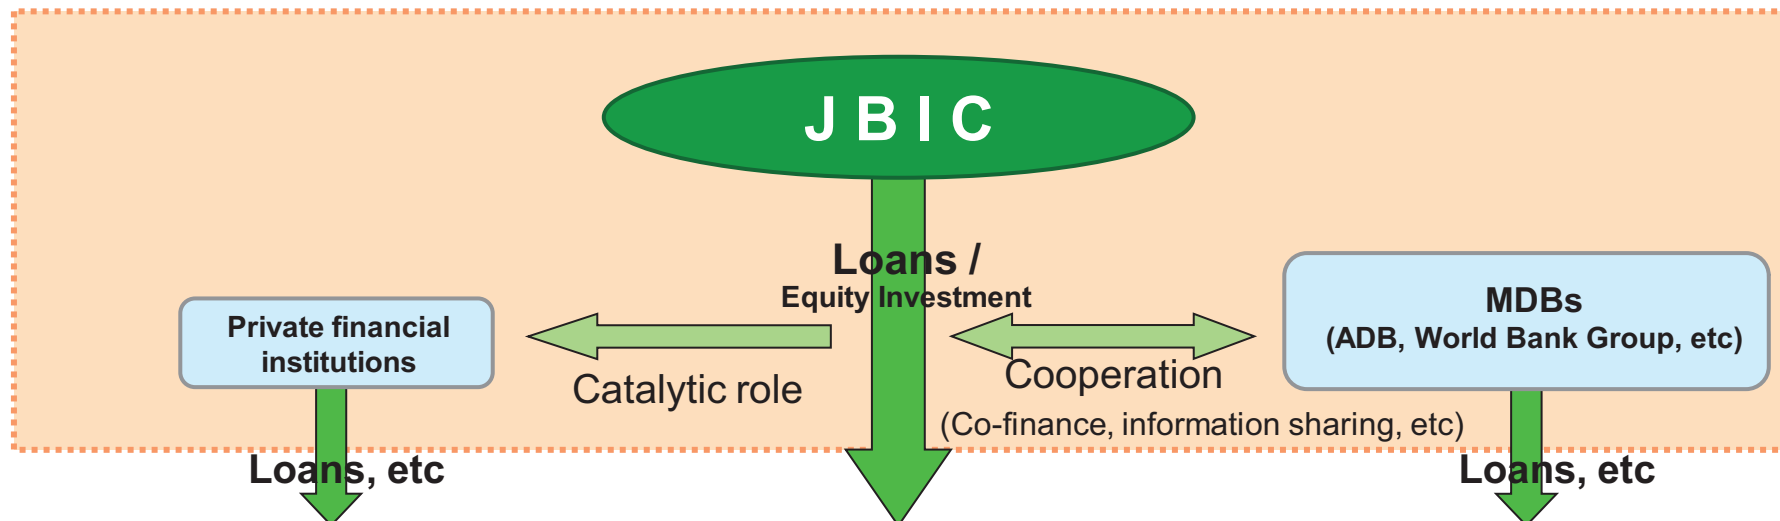 J B I C
Loans /
Equity Investment
Private financial
institutions
Catalytic role
Cooperation
(Co-finance, information sharing, etc)
MDBs
(ADB, World Bank Group, etc)
Loans, etc
Loans, etc